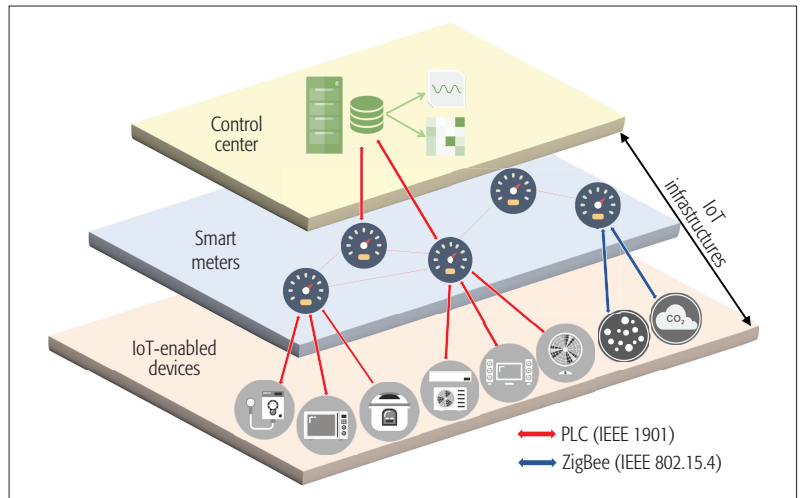 Control
center
Smart
meters
IoT-enabled
devices
IoT
infrastructures
CO2
PLC (IEEE 1901)
ZigBee (IEEE 802.15.4)